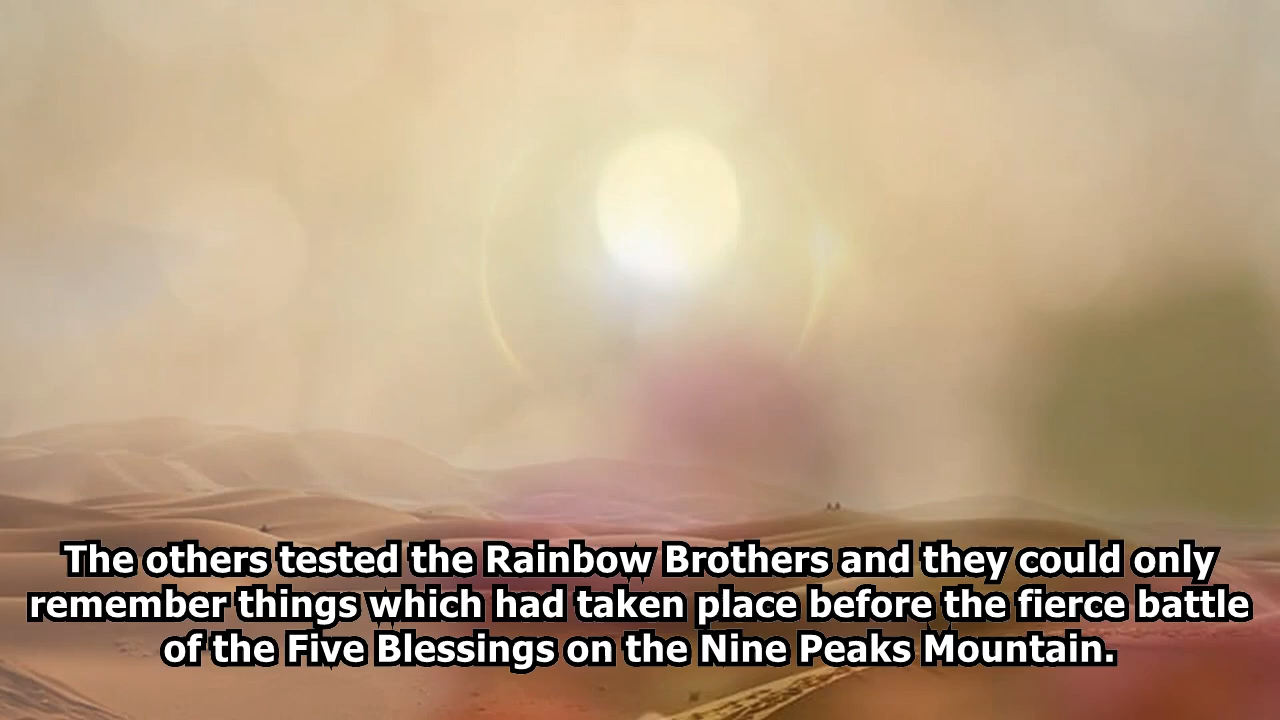 The others tested the Rainbow Brothers and they could only
remember things which had taken place before the fierce battle
of the Five Blessings on the Nine Peaks Mountain.